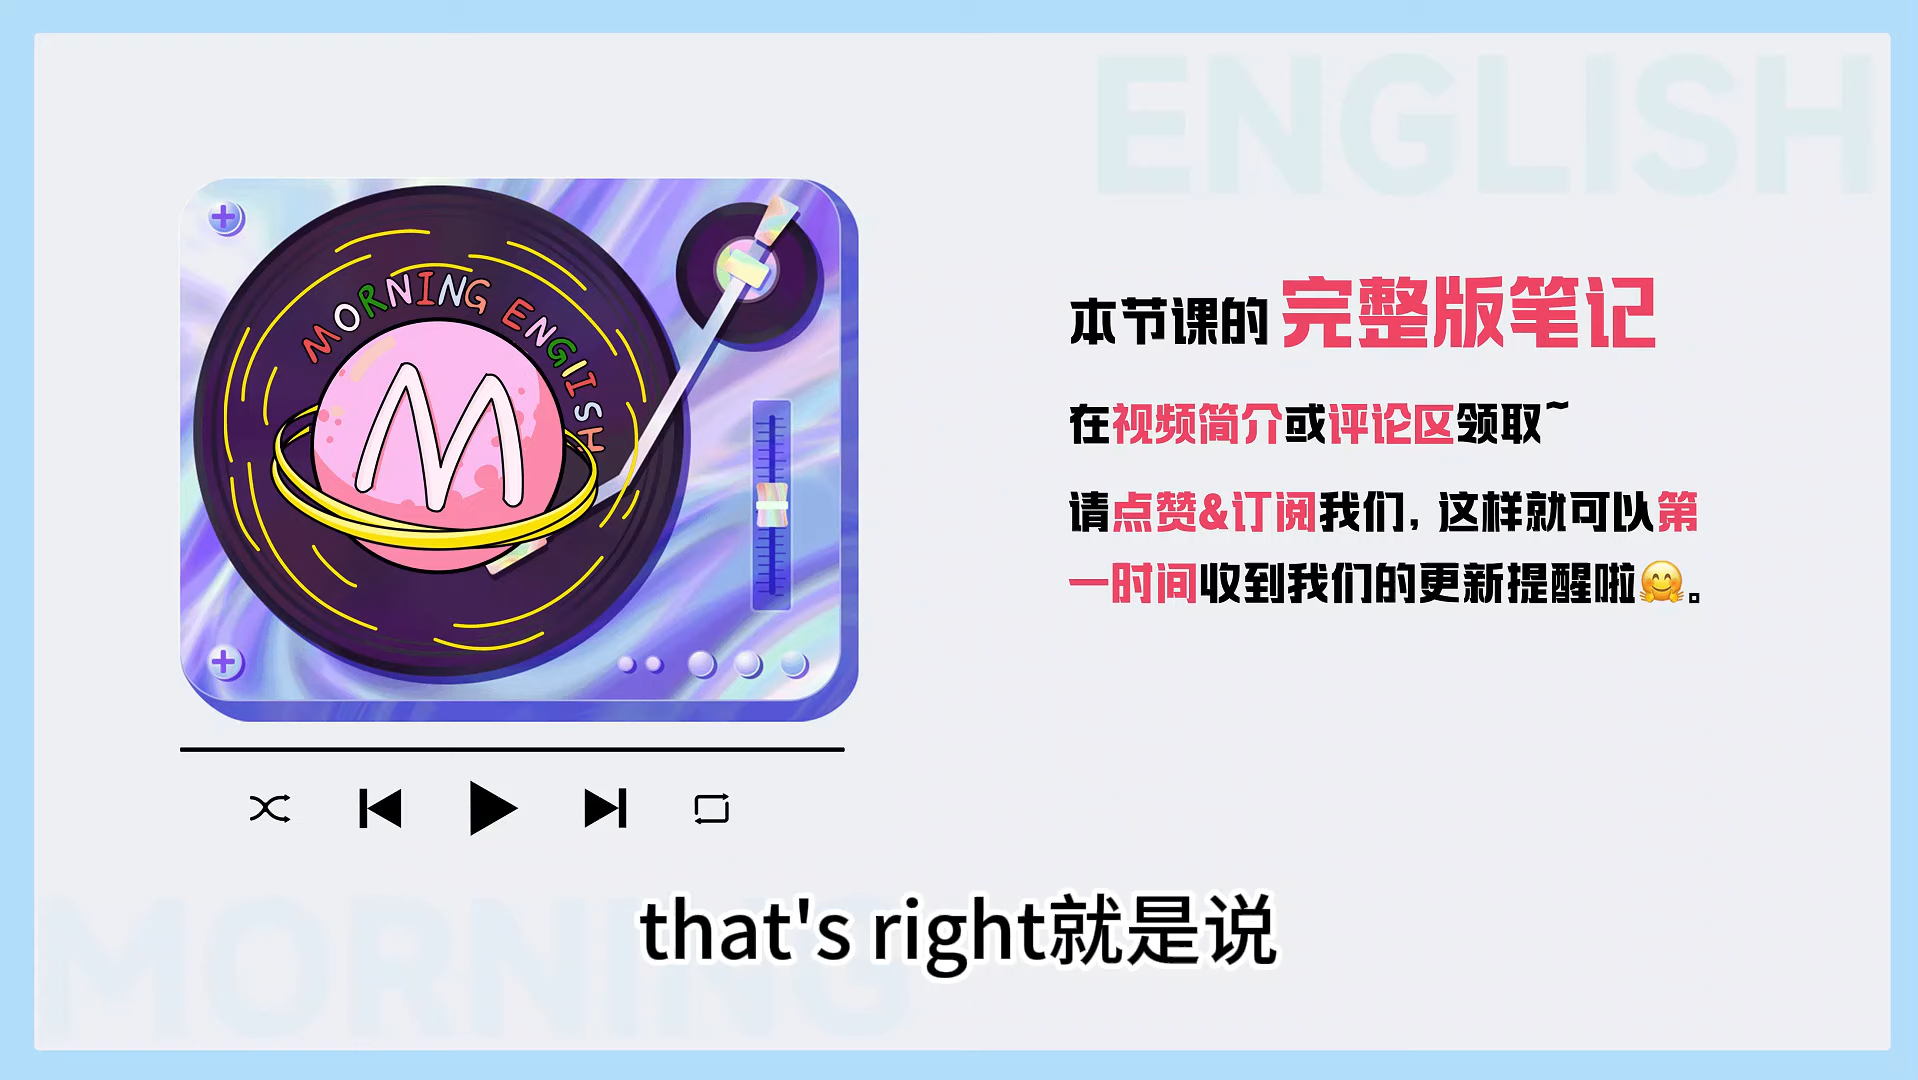 ENGLISH
MORNING ENGLISH
M
本节课的 完整版笔记
在视频简介或评论区领取~
请点赞&订阅我们，这样就可以第
一时间收到我们的更新提醒啦🤗。
MORNING
that's right就是说